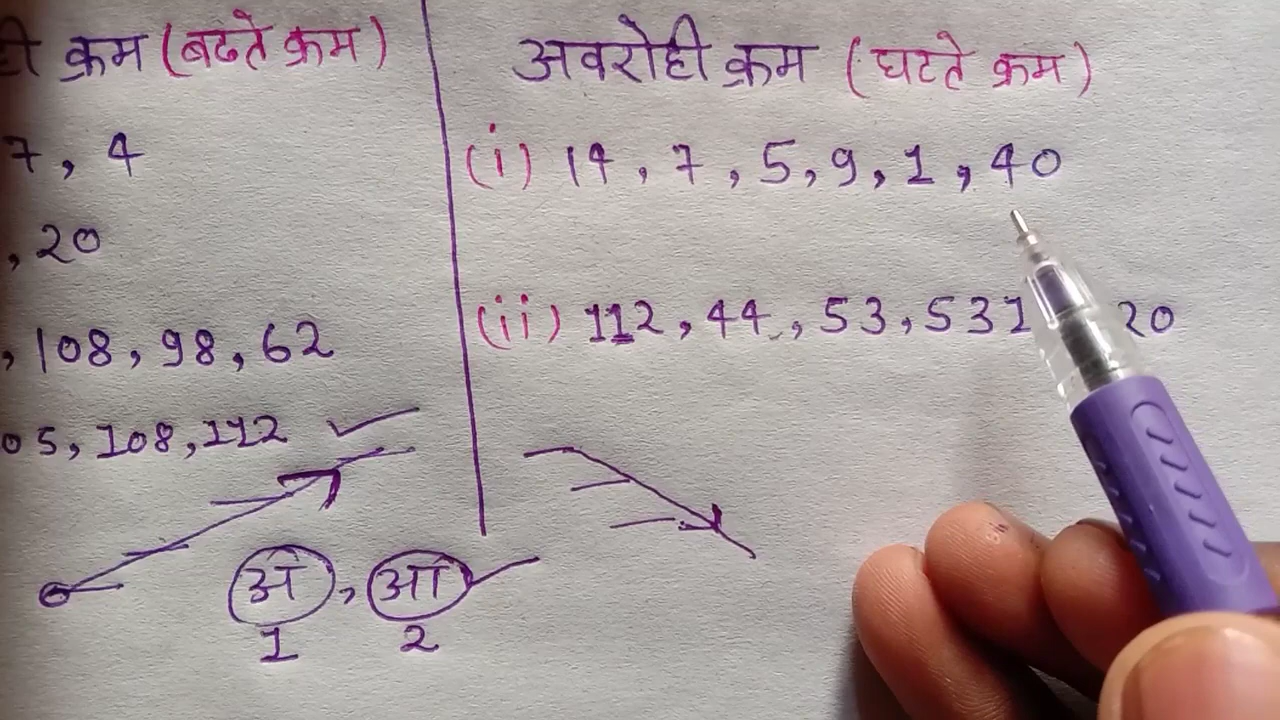 ही क्रम (बढते क्रम)
7, 4
, 20
, 108, 98, 62
05, 108, 112
अ, आ
1 2
अवरोही क्रम (घटते क्रम)
(i) 14, 7, 5, 9, 1, 40
(ii) 112, 44, 53, 531 20